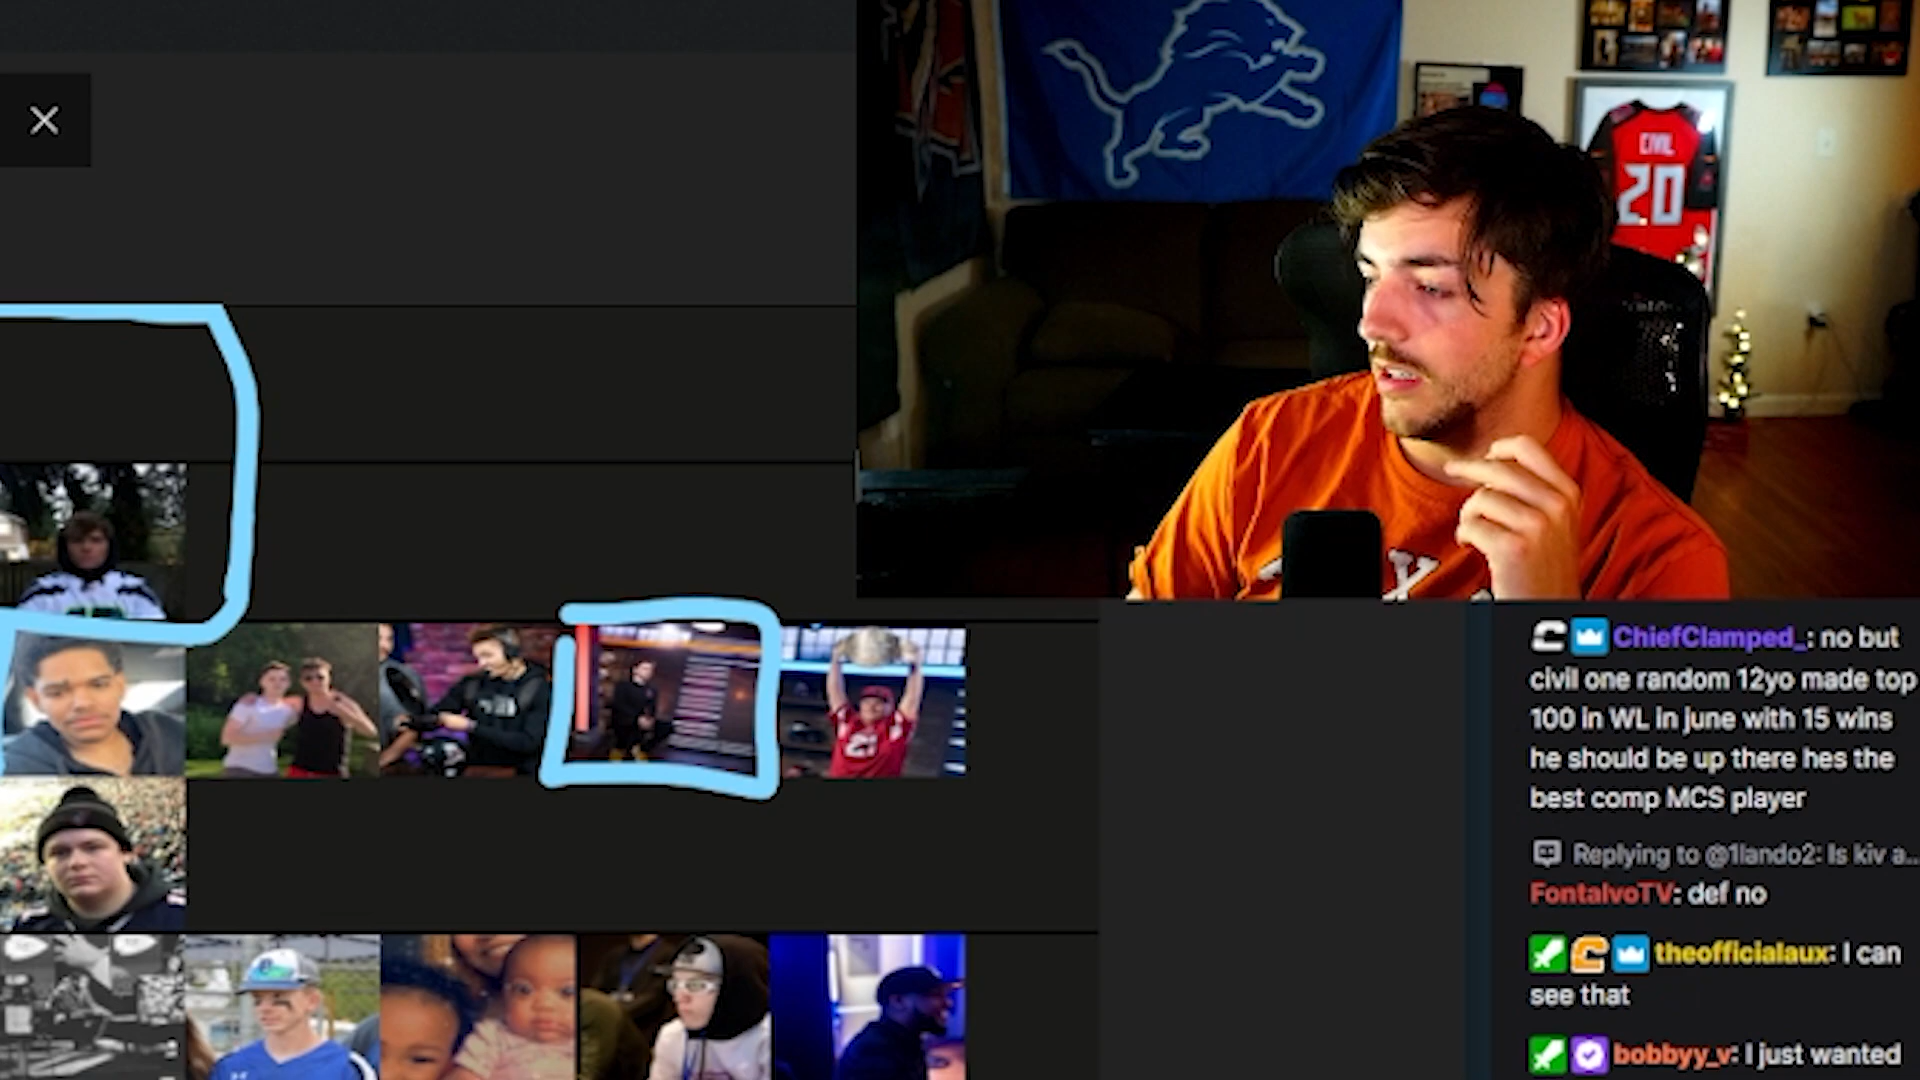 CIVIL
20
X
21
ChiefClamped_: no but
civil one random 12yo made top
100 in WL in june with 15 wins
he should be up there hes the
best comp MCS player
Replying to @1lando2: Is kiv a...
FontalvoTV: def no
theofficialaux: I can
see that
bobbyy_v: I just wanted